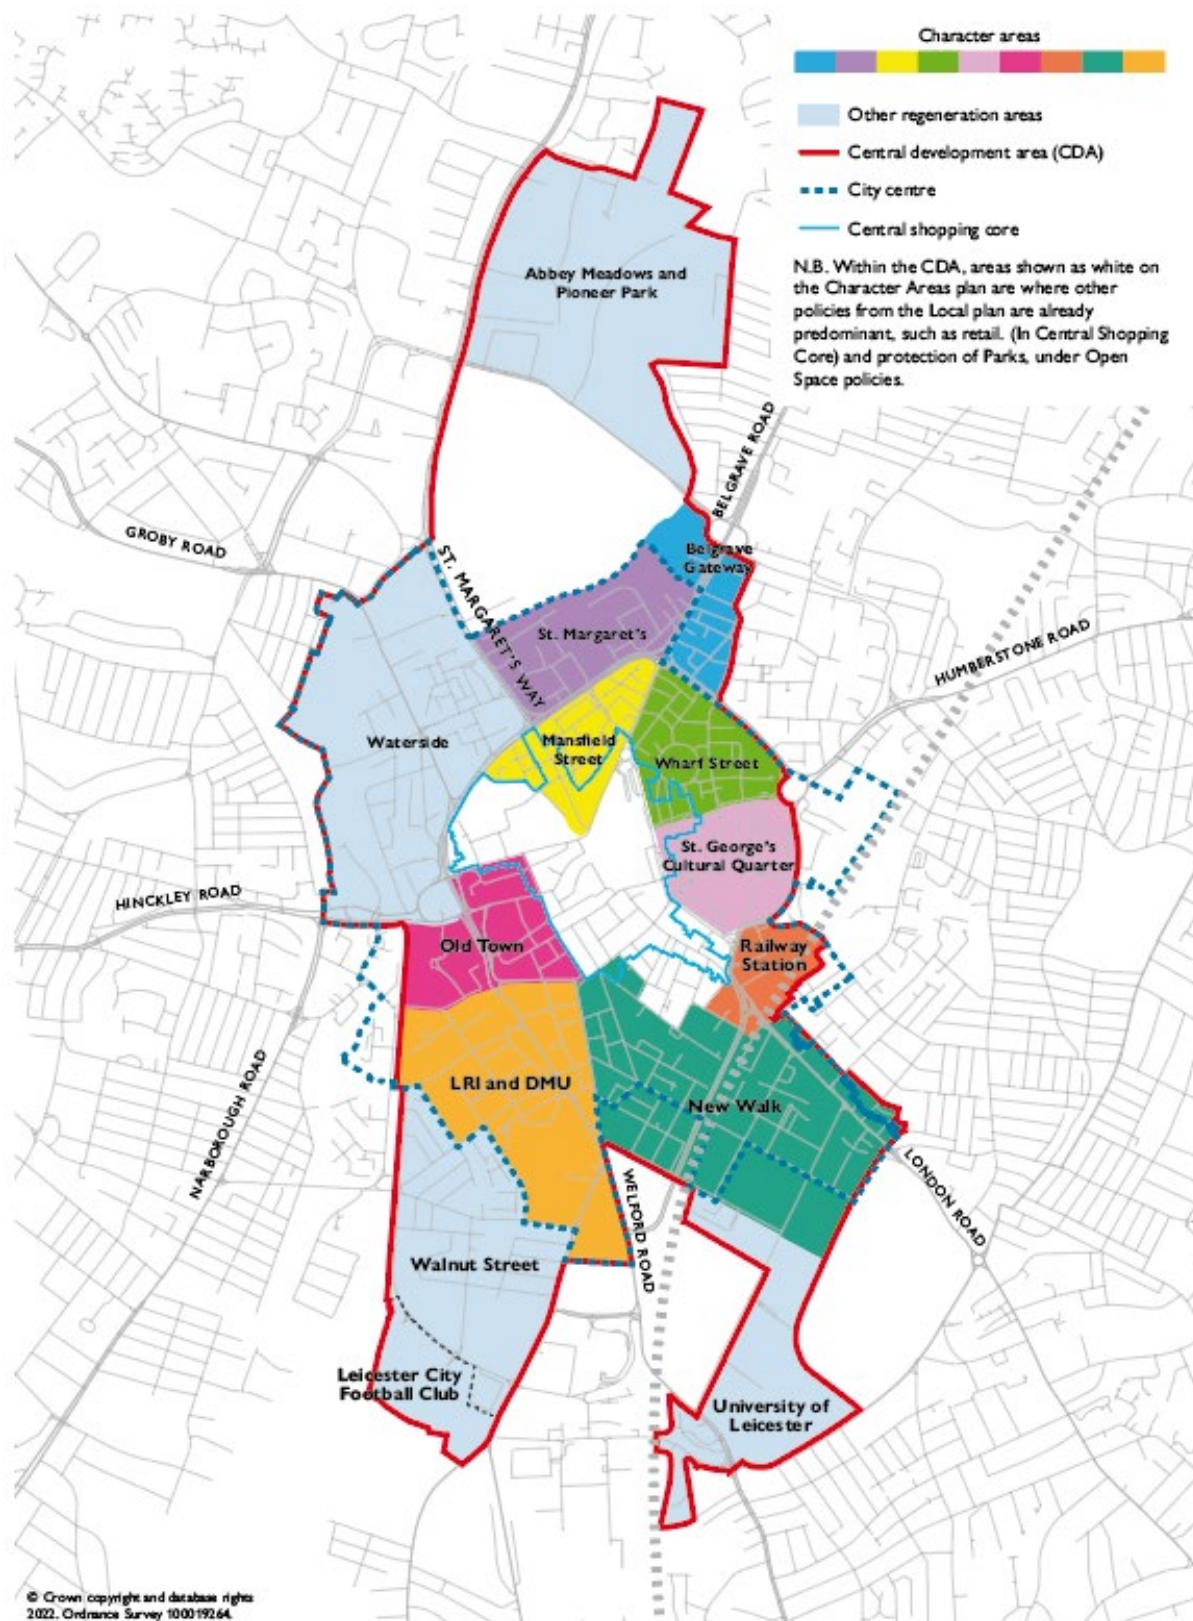 Character areas
Other regeneration areas
Central development area (CDA)
City centre
Central shopping core
N.B. Within the CDA, areas shown as white on
the Character Areas plan are where other
policies from the Local plan are already
predominant, such as retail. (In Central Shopping
Core) and protection of Parks, under Open
Space policies.
Abbey Meadows and
Pioneer Park
BELGRAVE ROAD
GROBY ROAD
ST. MARGARET'S WAY
Belgrave
Gateway
St. Margaret's
HUMBERSTONE ROAD
Waterside
Mansfield
Street
Wharf Street
St. George's
Cultural Quarter
HINCKLEY ROAD
Old Town
Railway
Station
LRI and DMU
New Walk
NARBOROUGH ROAD
WELFORD ROAD
LONDON ROAD
Walnut Street
Leicester City
Football Club
University of
Leicester
© Crown copyright and database rights
2022. Ordnance Survey 100019264.